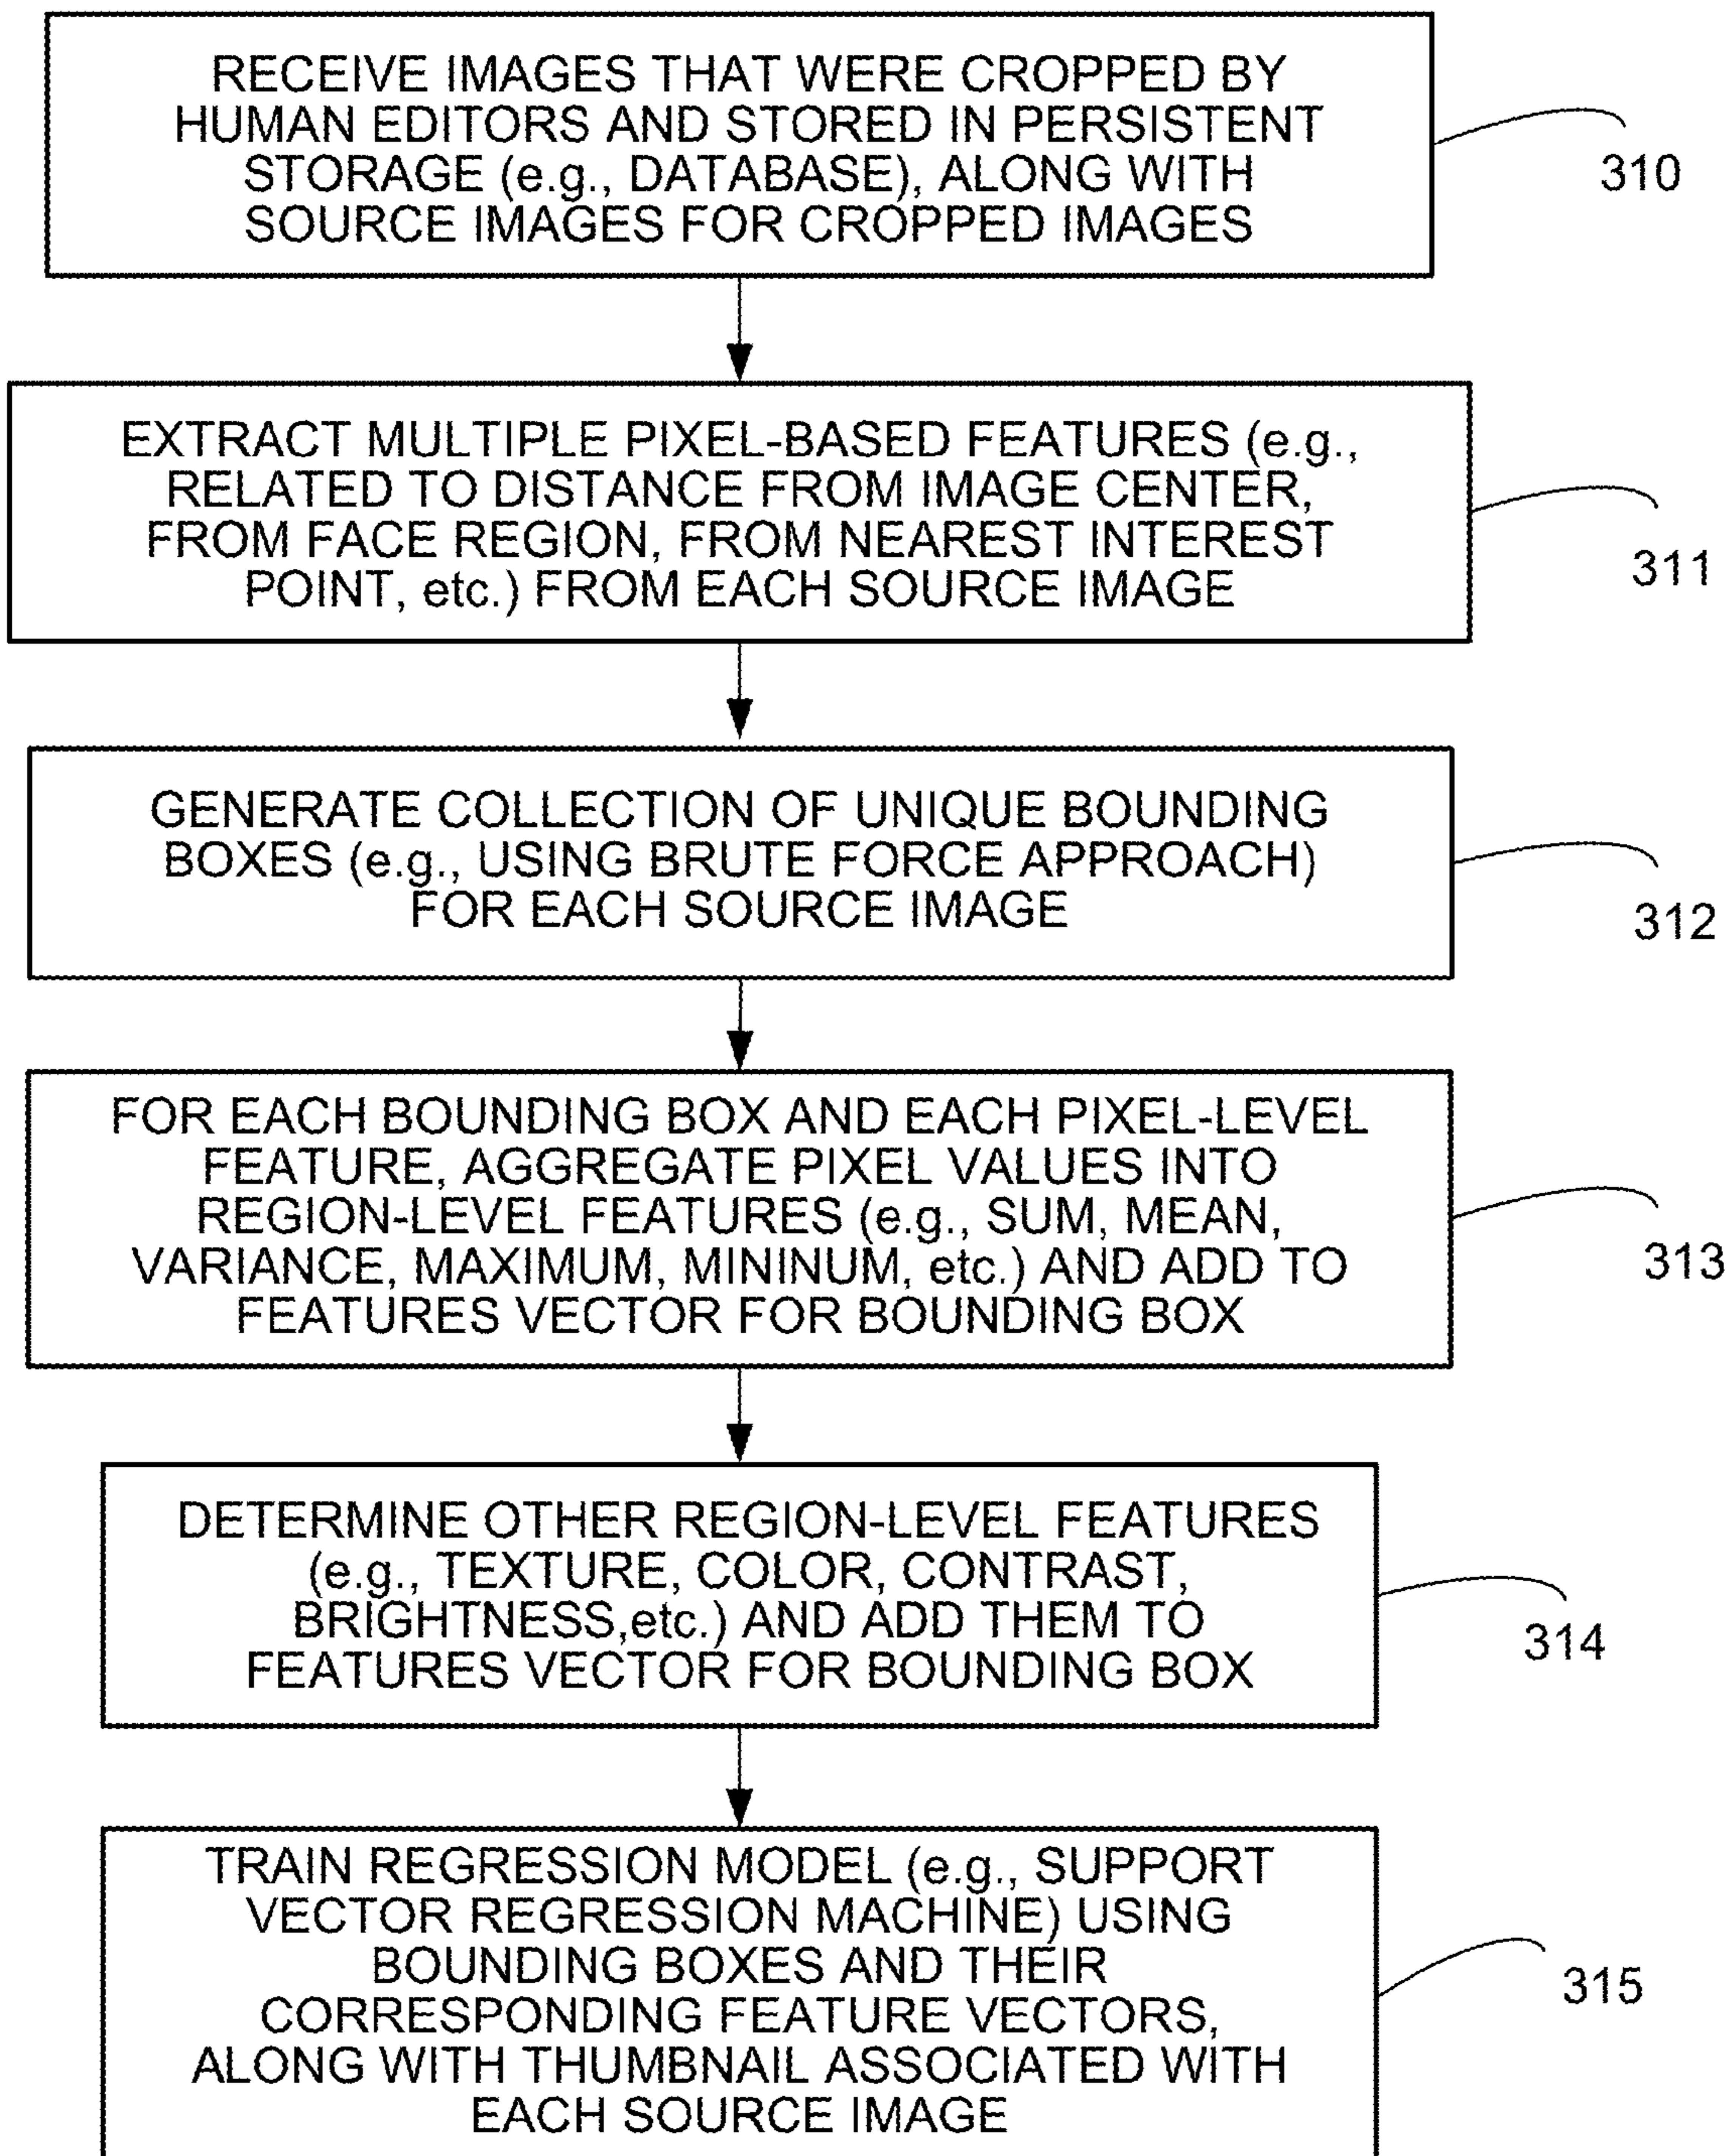 RECEIVE IMAGES THAT WERE CROPPED BY
HUMAN EDITORS AND STORED IN PERSISTENT
STORAGE (e.g., DATABASE), ALONG WITH
SOURCE IMAGES FOR CROPPED IMAGES
310
EXTRACT MULTIPLE PIXEL-BASED FEATURES (e.g.,
RELATED TO DISTANCE FROM IMAGE CENTER,
FROM FACE REGION, FROM NEAREST INTEREST
POINT, etc.) FROM EACH SOURCE IMAGE
311
GENERATE COLLECTION OF UNIQUE BOUNDING
BOXES (e.g., USING BRUTE FORCE APPROACH)
FOR EACH SOURCE IMAGE
312
FOR EACH BOUNDING BOX AND EACH PIXEL-LEVEL
FEATURE, AGGREGATE PIXEL VALUES INTO
REGION-LEVEL FEATURES (e.g., SUM, MEAN,
VARIANCE, MAXIMUM, MININUM, etc.) AND ADD TO
FEATURES VECTOR FOR BOUNDING BOX
313
DETERMINE OTHER REGION-LEVEL FEATURES
(e.g., TEXTURE, COLOR, CONTRAST,
BRIGHTNESS,etc.) AND ADD THEM TO
FEATURES VECTOR FOR BOUNDING BOX
314
TRAIN REGRESSION MODEL (e.g., SUPPORT
VECTOR REGRESSION MACHINE) USING
BOUNDING BOXES AND THEIR
CORRESPONDING FEATURE VECTORS,
ALONG WITH THUMBNAIL ASSOCIATED WITH
EACH SOURCE IMAGE
315